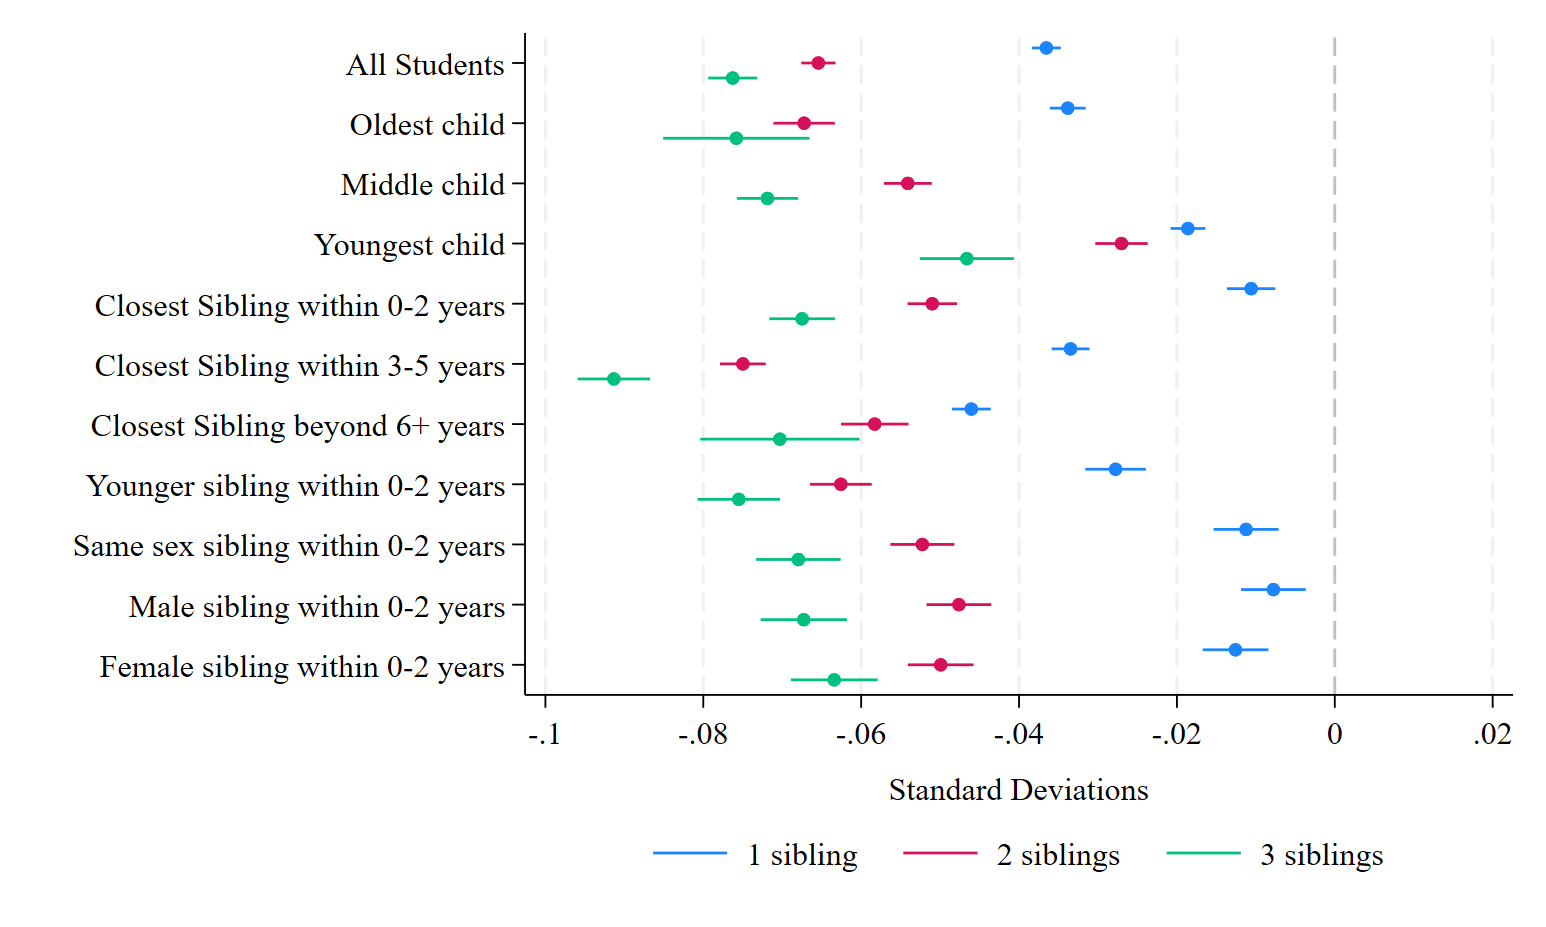 All Students
Oldest child
Middle child
Youngest child
Closest Sibling within 0-2 years
Closest Sibling within 3-5 years
Closest Sibling beyond 6+ years
Younger sibling within 0-2 years
Same sex sibling within 0-2 years
Male sibling within 0-2 years
Female sibling within 0-2 years
-.1 -.08 -.06 -.04 -.02 0 .02
Standard Deviations
1 sibling 2 siblings 3 siblings